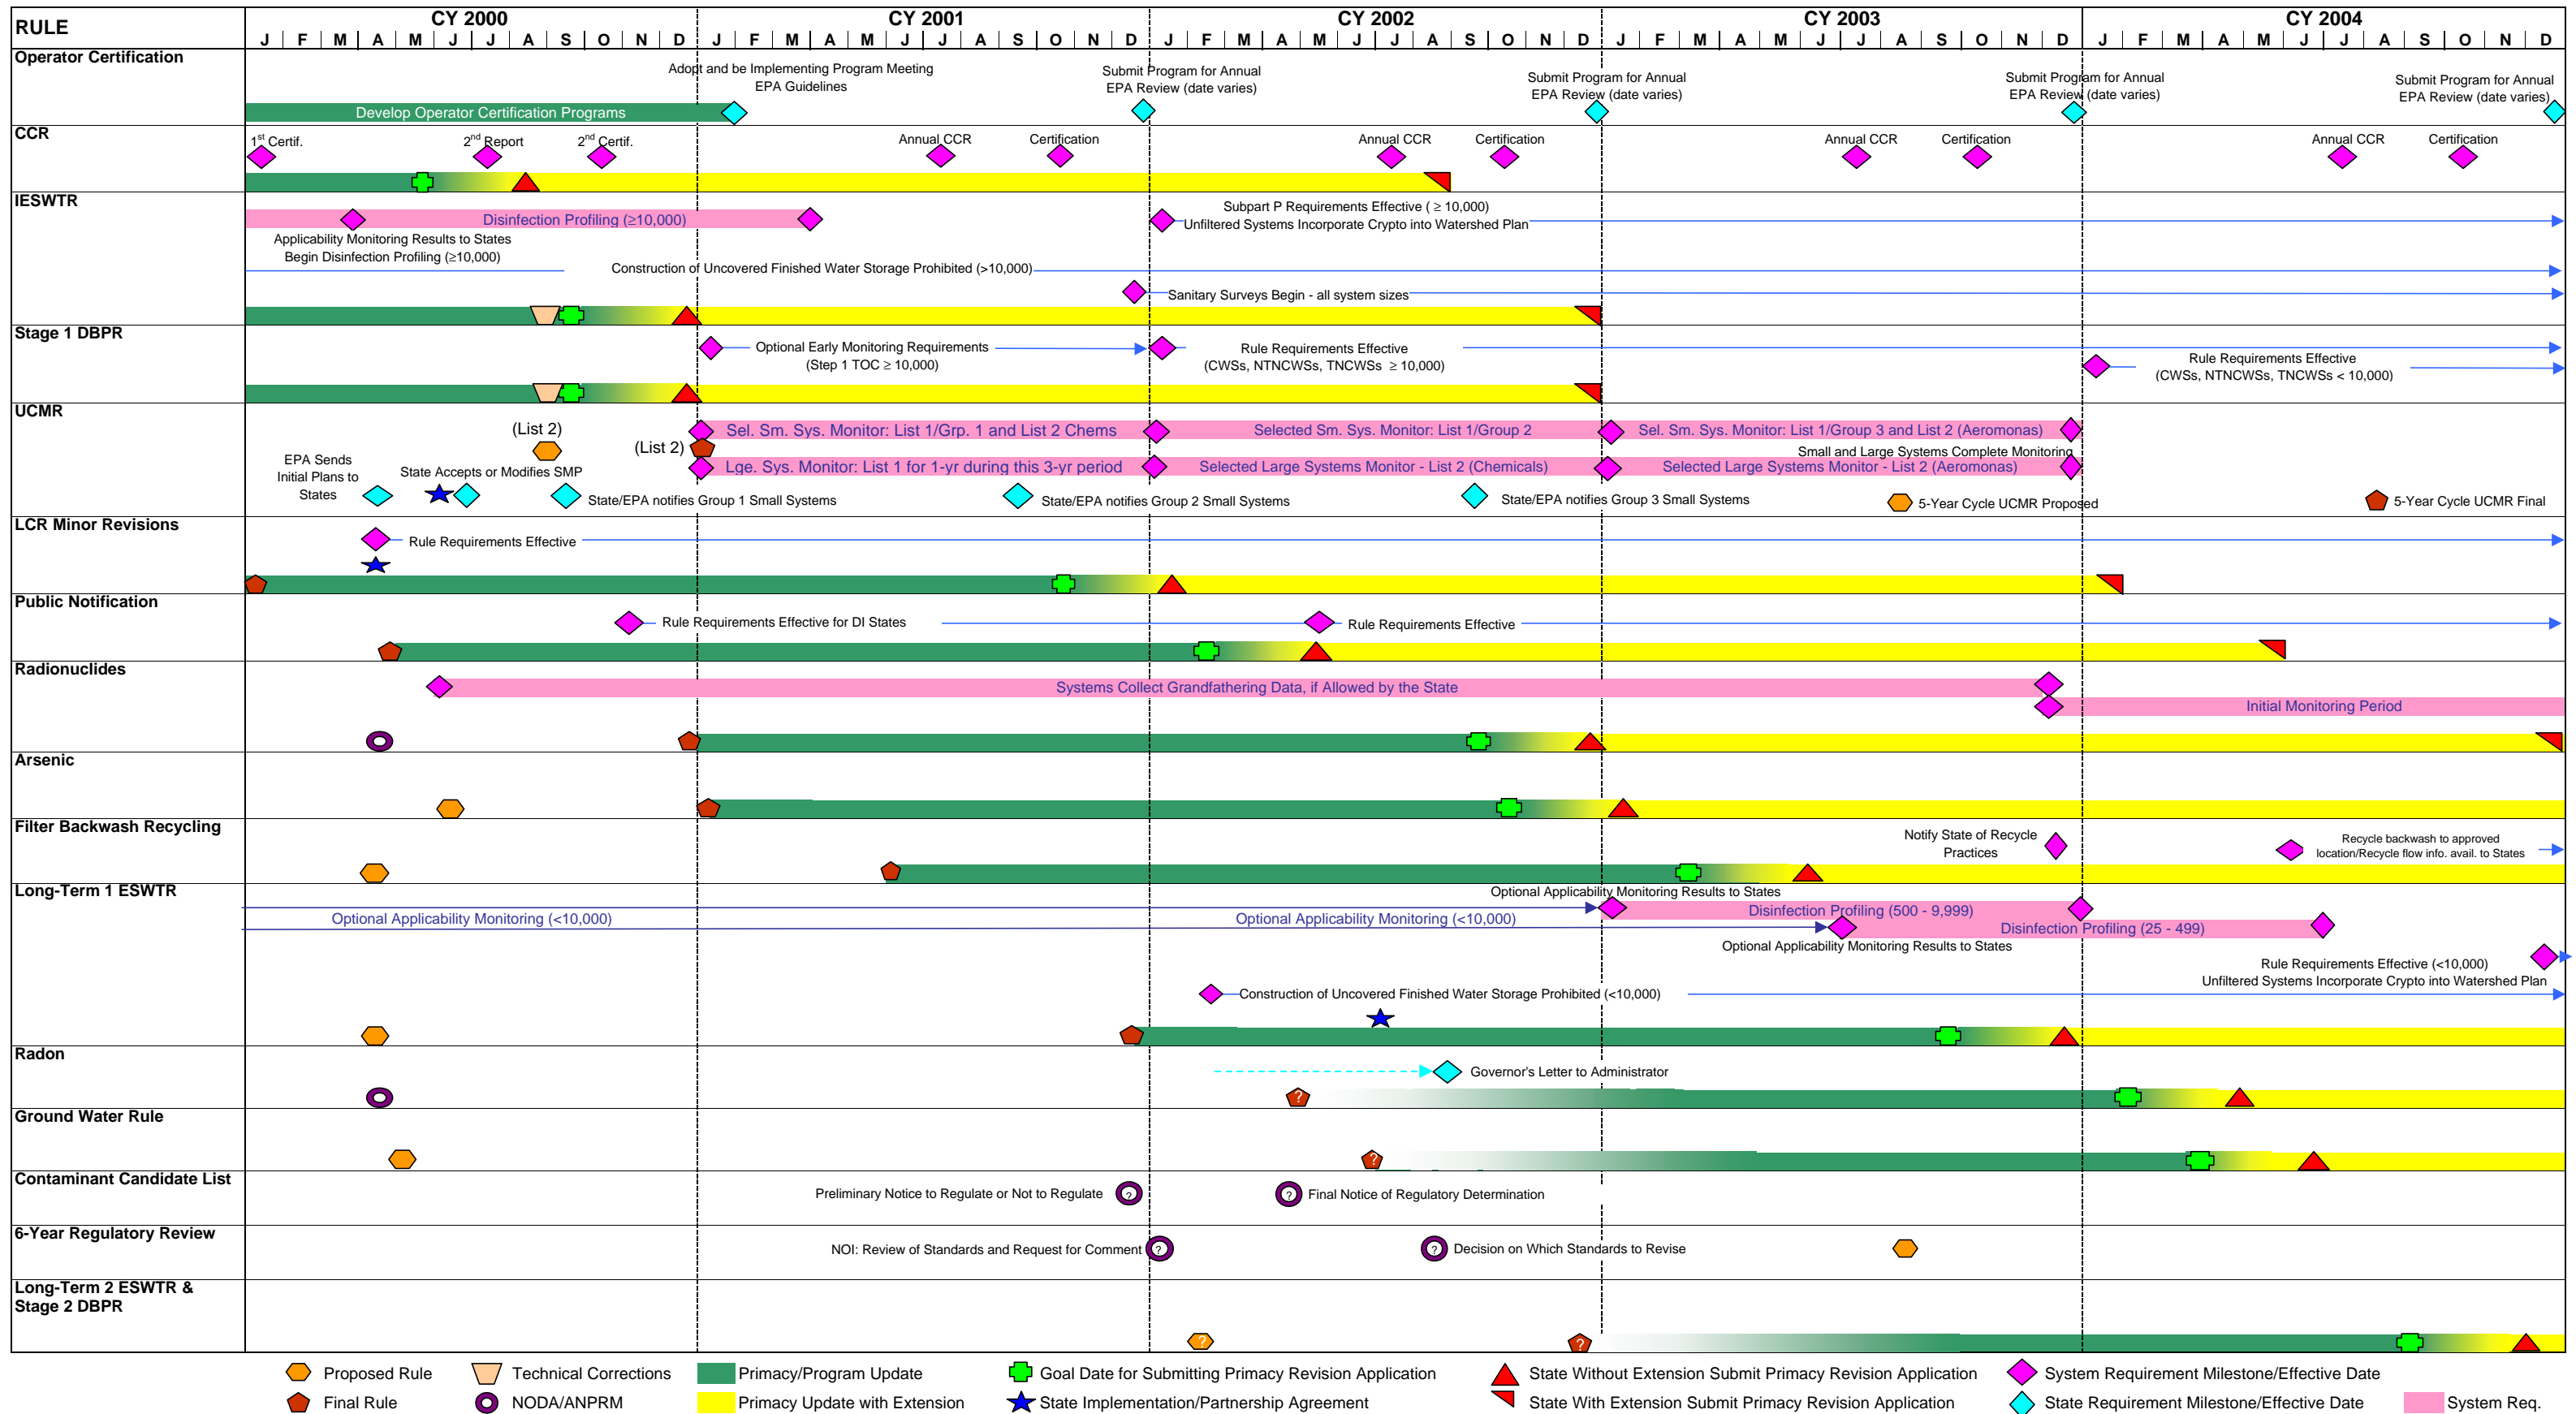 RULE
CY 2000
CY 2001
CY 2002
CY 2003
CY 2004
J F M A M J J A S O N D J F M A M J J A S O N D J F M A M J J A S O N D J F M A M J J A S O N D J F M A M J J A S O N D
Operator Certification
Adopt and be Implementing Program Meeting
EPA Guidelines
Submit Program for Annual
EPA Review (date varies)
Submit Program for Annual
EPA Review (date varies)
Submit Program for Annual
EPA Review (date varies)
Submit Program for Annual
EPA Review (date varies)
Develop Operator Certification Programs
CCR
1st Certif.
2nd Report
2nd Certif.
Annual CCR
Certification
Annual CCR
Certification
Annual CCR
Certification
Annual CCR
Certification
IESWTR
Disinfection Profiling (≥10,000)
Subpart P Requirements Effective ( ≥ 10,000)
Unfiltered Systems Incorporate Crypto into Watershed Plan
Applicability Monitoring Results to States
Begin Disinfection Profiling (≥10,000)
Construction of Uncovered Finished Water Storage Prohibited (>10,000)
Sanitary Surveys Begin - all system sizes
Stage 1 DBPR
Optional Early Monitoring Requirements
(Step 1 TOC ≥ 10,000)
Rule Requirements Effective
(CWSs, NTNCWSs, TNCWSs ≥ 10,000)
Rule Requirements Effective
(CWSs, NTNCWSs, TNCWSs < 10,000)
UCMR
(List 2)
(List 2)
Sel. Sm. Sys. Monitor: List 1/Grp. 1 and List 2 Chems
Selected Sm. Sys. Monitor: List 1/Group 2
Sel. Sm. Sys. Monitor: List 1/Group 3 and List 2 (Aeromonas)
Small and Large Systems Complete Monitoring
Lge. Sys. Monitor: List 1 for 1-yr during this 3-yr period
Selected Large Systems Monitor - List 2 (Chemicals)
Selected Large Systems Monitor - List 2 (Aeromonas)
EPA Sends
Initial Plans to
States
State Accepts or Modifies SMP
State/EPA notifies Group 1 Small Systems
State/EPA notifies Group 2 Small Systems
State/EPA notifies Group 3 Small Systems
5-Year Cycle UCMR Proposed
5-Year Cycle UCMR Final
LCR Minor Revisions
Rule Requirements Effective
Public Notification
Rule Requirements Effective for DI States
Rule Requirements Effective
Radionuclides
Systems Collect Grandfathering Data, if Allowed by the State
Initial Monitoring Period
Arsenic
Filter Backwash Recycling
Notify State of Recycle
Practices
Recycle backwash to approved
location/Recycle flow info. avail. to States
Long-Term 1 ESWTR
Optional Applicability Monitoring Results to States
Optional Applicability Monitoring (<10,000)
Optional Applicability Monitoring (<10,000)
Disinfection Profiling (500 - 9,999)
Disinfection Profiling (25 - 499)
Optional Applicability Monitoring Results to States
Rule Requirements Effective (<10,000)
Unfiltered Systems Incorporate Crypto into Watershed Plan
Construction of Uncovered Finished Water Storage Prohibited (<10,000)
Radon
Governor's Letter to Administrator
?
Ground Water Rule
?
Contaminant Candidate List
Preliminary Notice to Regulate or Not to Regulate
?
?
Final Notice of Regulatory Determination
6-Year Regulatory Review
NOI: Review of Standards and Request for Comment
?
?
Decision on Which Standards to Revise
Long-Term 2 ESWTR &
Stage 2 DBPR
?
?
Proposed Rule
Technical Corrections
Primacy/Program Update
Goal Date for Submitting Primacy Revision Application
State Without Extension Submit Primacy Revision Application
System Requirement Milestone/Effective Date
Final Rule
NODA/ANPRM
Primacy Update with Extension
State Implementation/Partnership Agreement
State With Extension Submit Primacy Revision Application
State Requirement Milestone/Effective Date
System Req.